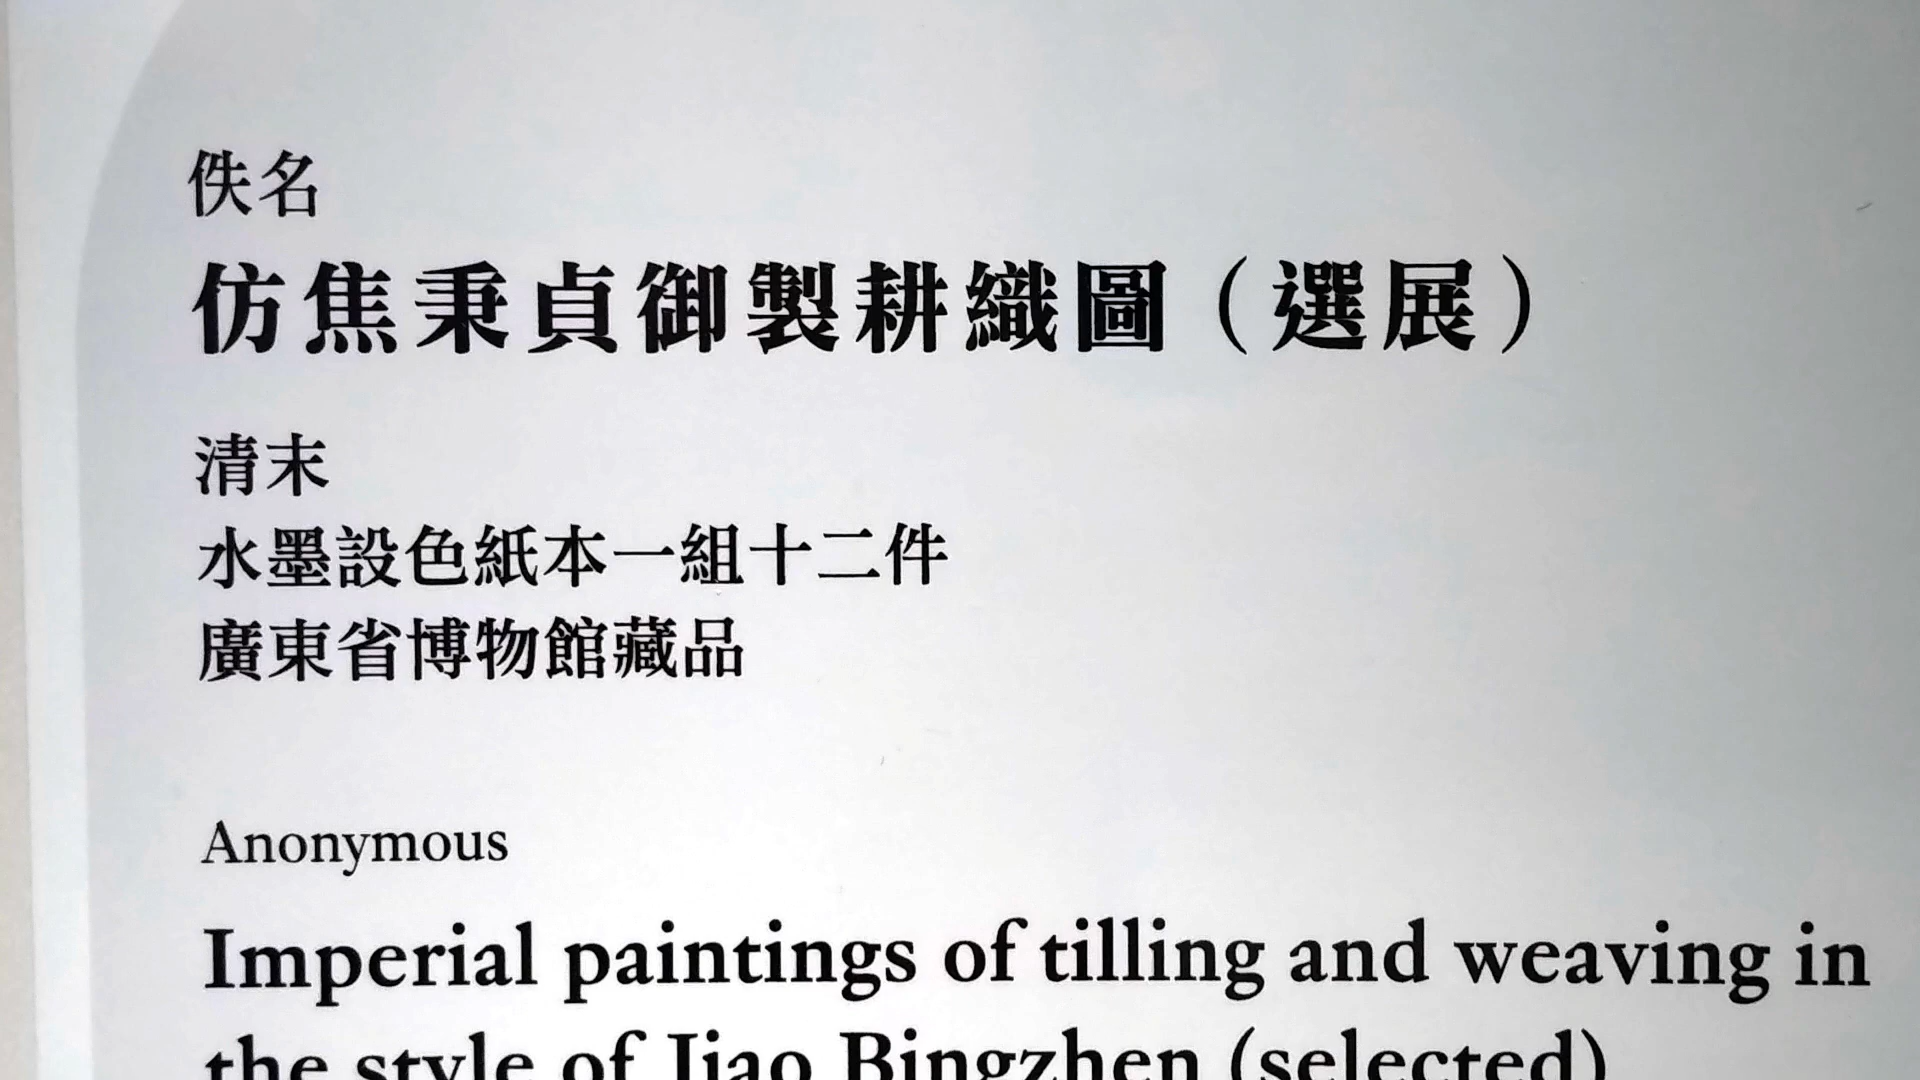 佚名
仿焦秉貞御製耕織圖（選展）
清末
水墨設色紙本一組十二件
廣東省博物館藏品
Anonymous
Imperial paintings of tilling and weaving in
the style of Jiao Bingzhen (selected)